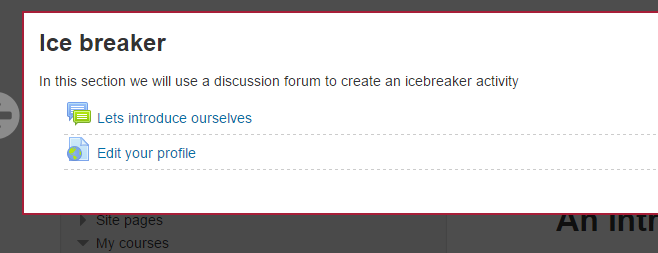 Ice breaker
In this section we will use a discussion forum to create an icebreaker activity
Lets introduce ourselves
Edit your profile
Site pages
An intr
My courses